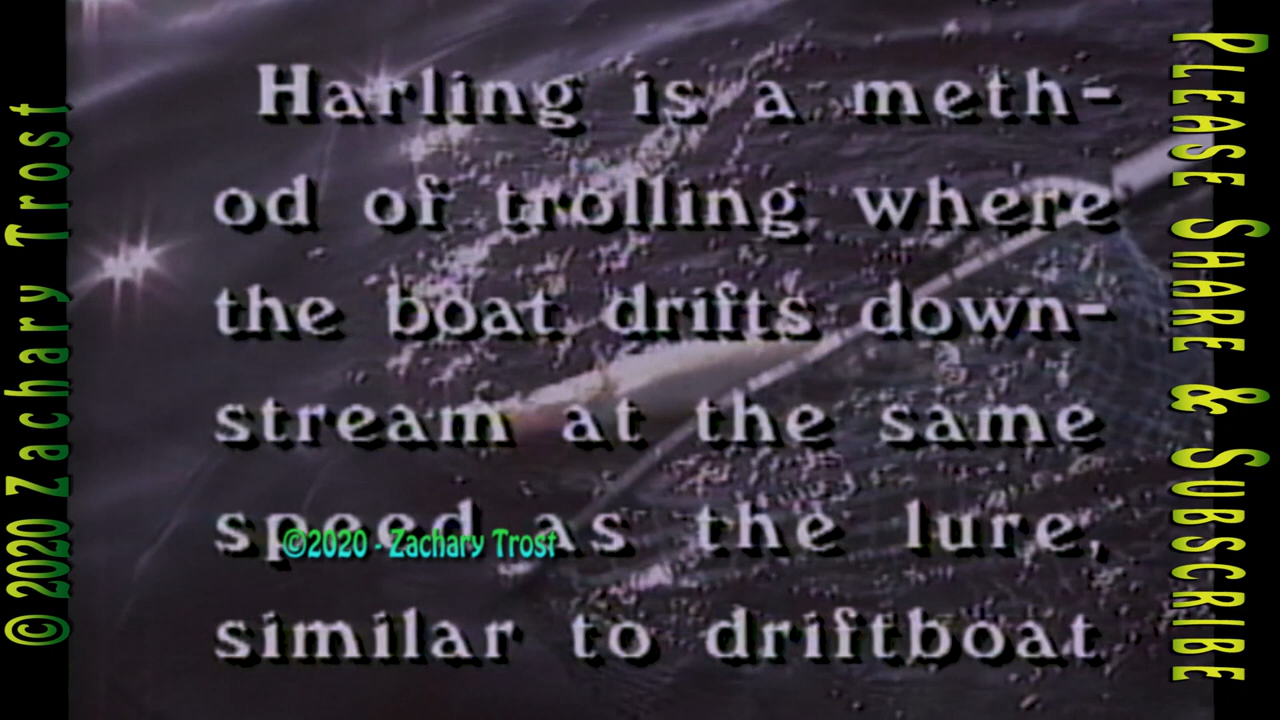 © 2020 Zachary Trost
Harling is a meth-
od of trolling where
the boat drifts down-
stream at the same
speed as the lure,
©2020 - Zachary Trost
similar to driftboat
PLEASE SHARE & SUBSCRIBE